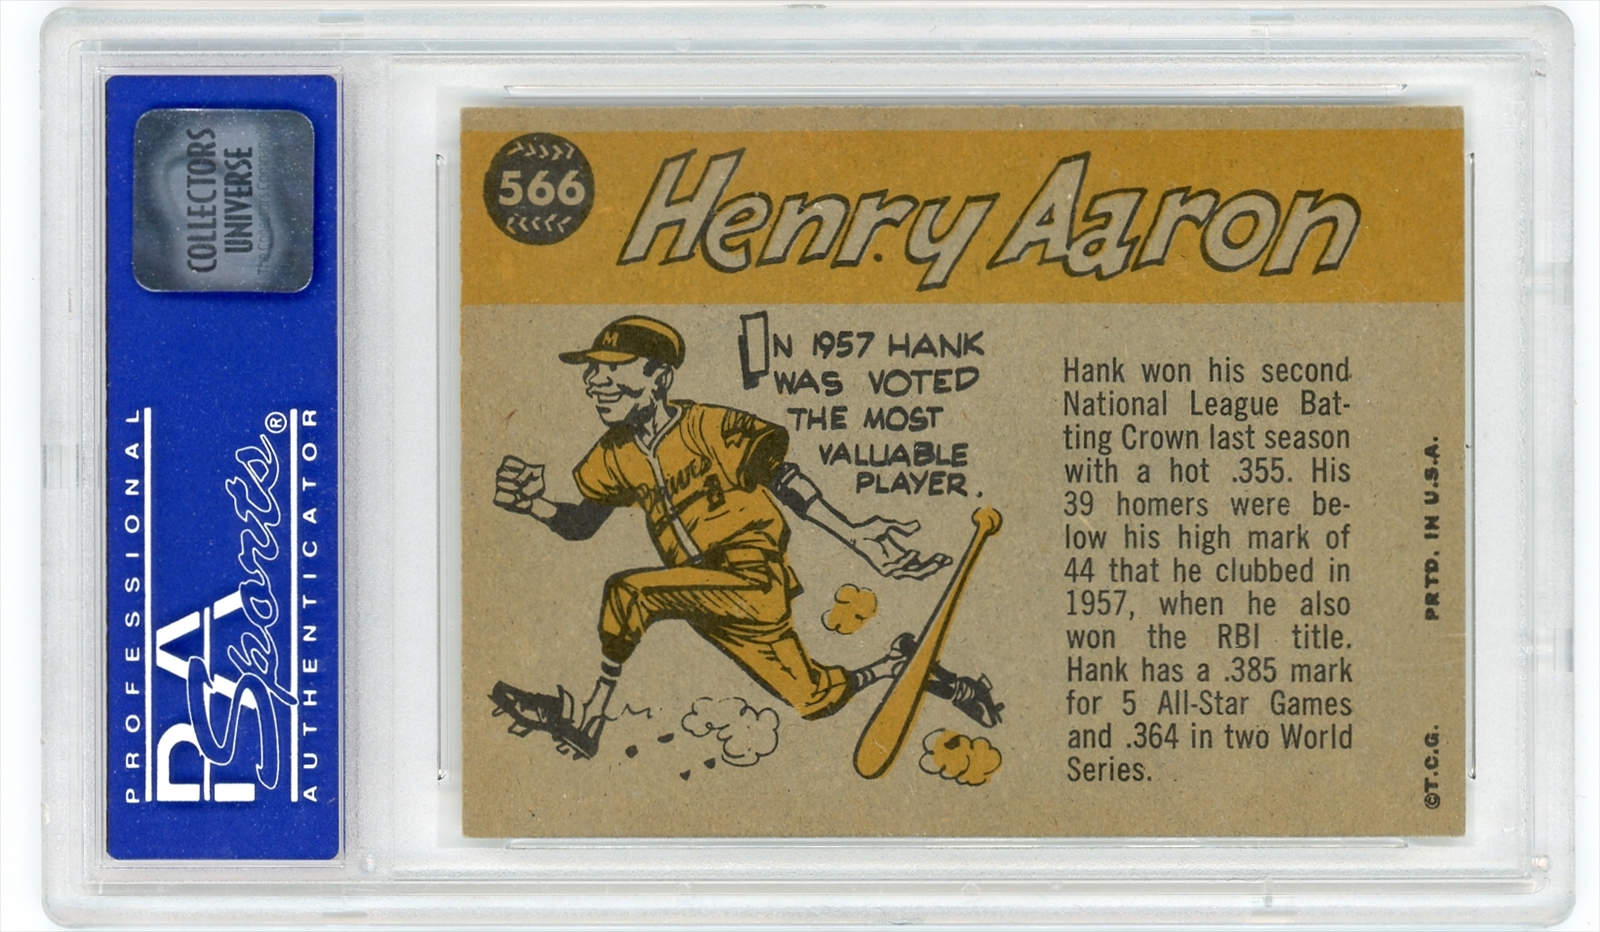 COLLECTORS
UNIVERSE
PROFESSIONAL
PSA
Sports®
AUTHENTICATOR
566
Henry Aaron
M
IN 1957 HANK
WAS VOTED
THE MOST
VALUABLE
PLAYER.
Braves
Hank won his second
National League Bat-
ting Crown last season
with a hot .355. His
39 homers were be-
low his high mark of
44 that he clubbed in
1957, when he also
won the RBI title.
Hank has a .385 mark
for 5 All-Star Games
and .364 in two World
Series.
©T.C.G. PRTD. IN U.S.A.